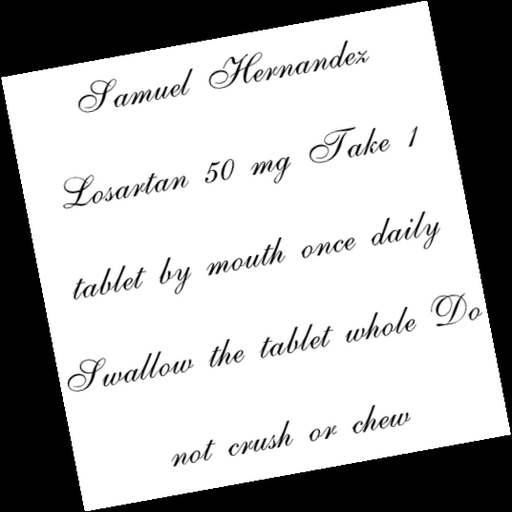 Samuel Hernandez
Losartan 50 mg Take 1
tablet by mouth once daily
Swallow the tablet whole Do
not crush or chew